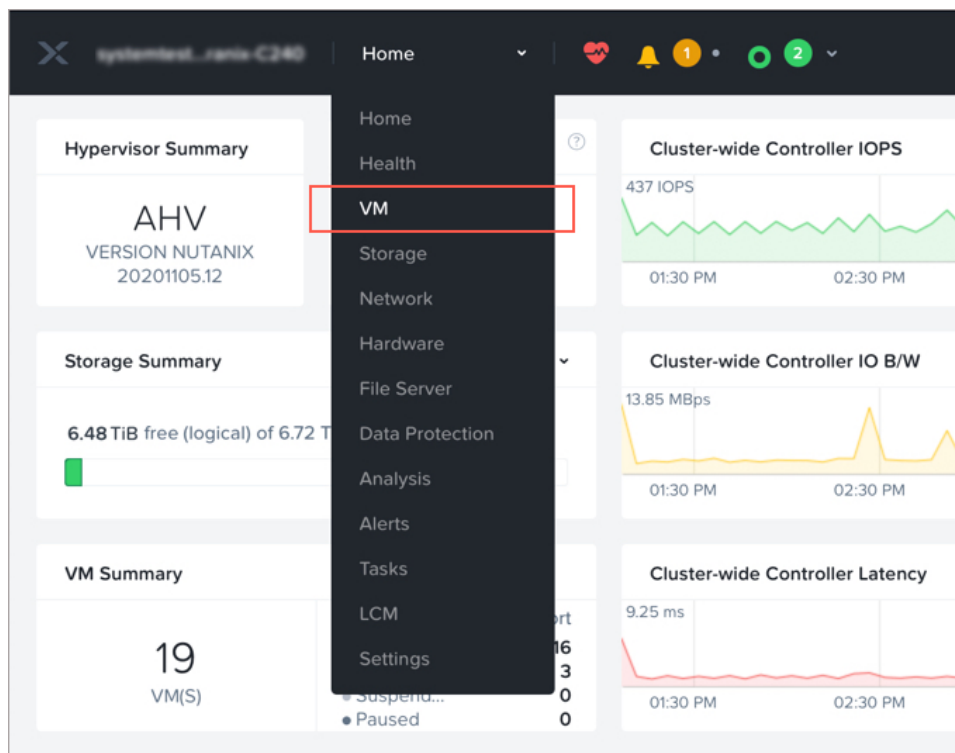 Home
1
2
Home
Health
VM
Storage
Network
Hardware
File Server
Data Protection
Analysis
Alerts
Tasks
LCM
Settings
Hypervisor Summary
AHV
VERSION NUTANIX
20201105.12
?
Cluster-wide Controller IOPS
437 IOPS
01:30 PM 02:30 PM
Storage Summary
6.48 TiB free (logical) of 6.72 T
Cluster-wide Controller IO B/W
13.85 MBps
01:30 PM 02:30 PM
VM Summary
19
VM(S)
16
3
Suspend... 0
Paused 0
Cluster-wide Controller Latency
9.25 ms
01:30 PM 02:30 PM